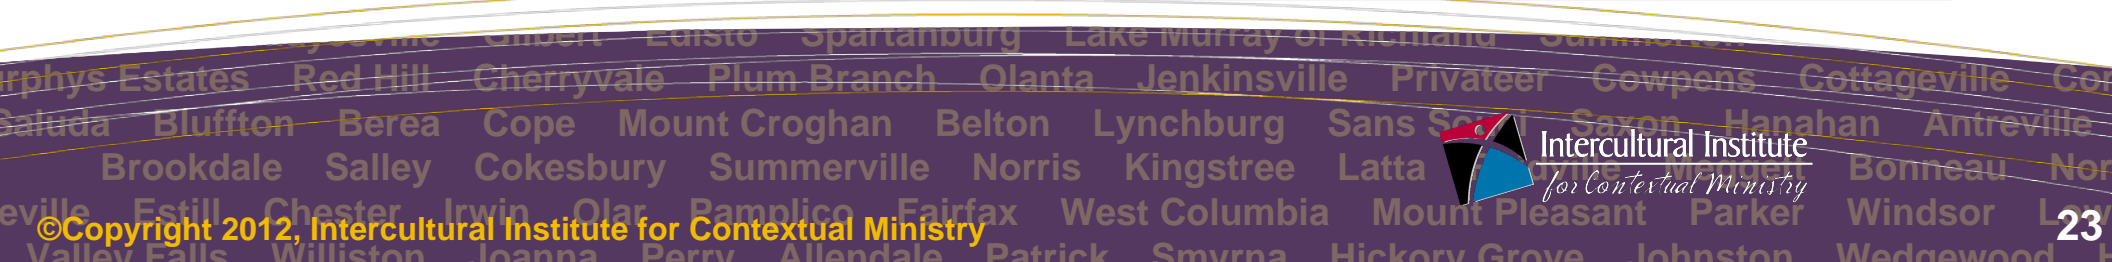 Gilbert Edisto Spartanburg Lake Murray of Richland
Estates Red Hill Cherryvale Plum Branch Olanta Jenkinsville Privateer Cowpens Cottageville
Saluda Bluffton Berea Cope Mount Croghan Belton Lynchburg Sans Saxon Hanahan Antreville
Intercultural Institute
Brookdale Salley Cokesbury Summerville Norris Kingstree Latta Bonneau
for Contextual Ministry
Estill Chester Irwin Olar Pamplico Fairfax West Columbia Mount Pleasant Parker Windsor
©Copyright 2012, Intercultural Institute for Contextual Ministry
23
Valley Falls Williston Joanna Perry Allendale Patrick Smyrna Hickory Grove Johnston Wedgewood